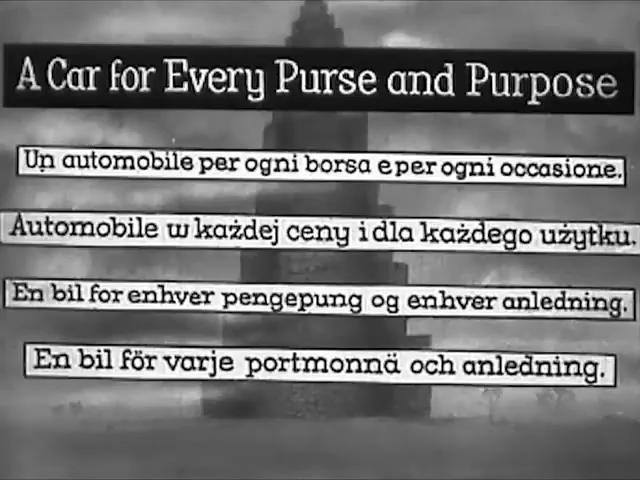 A Car for Every Purse and Purpose
Un automobile per ogni borsa e per ogni occasione.
Automobile w każdej ceny i dla każdego użytku.
En bil for enhver pengepung og enhver anledning.
En bil för varje portmonnä och anledning.